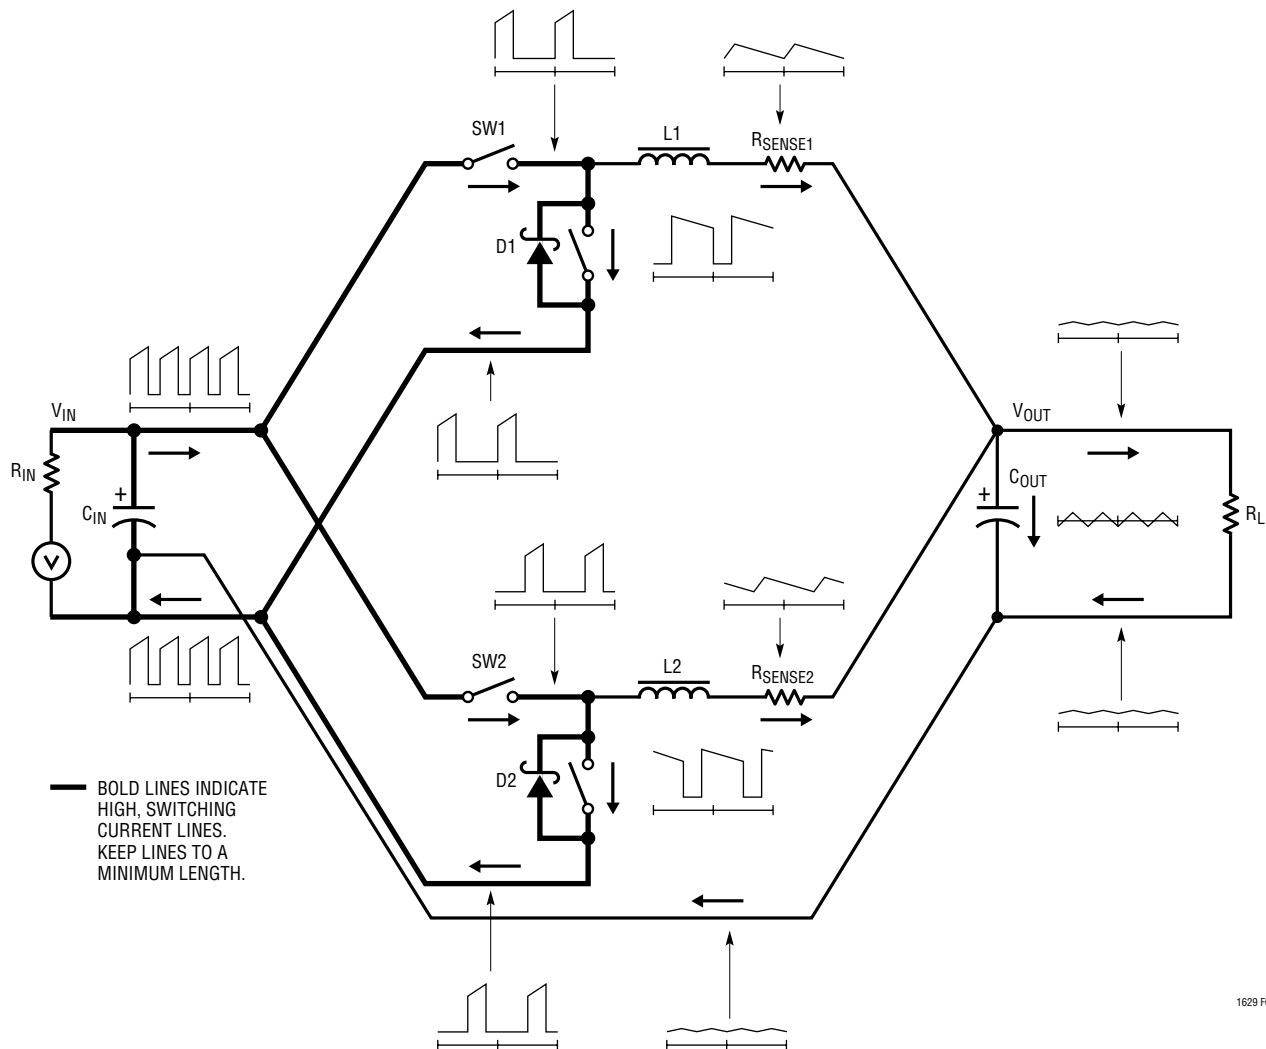 SW1
L1
RSENSE1
D1
VIN
VOUT
RIN
CIN
+
COUT
+
RL
V
SW2
L2
RSENSE2
D2
BOLD LINES INDICATE
HIGH, SWITCHING
CURRENT LINES.
KEEP LINES TO A
MINIMUM LENGTH.
1629